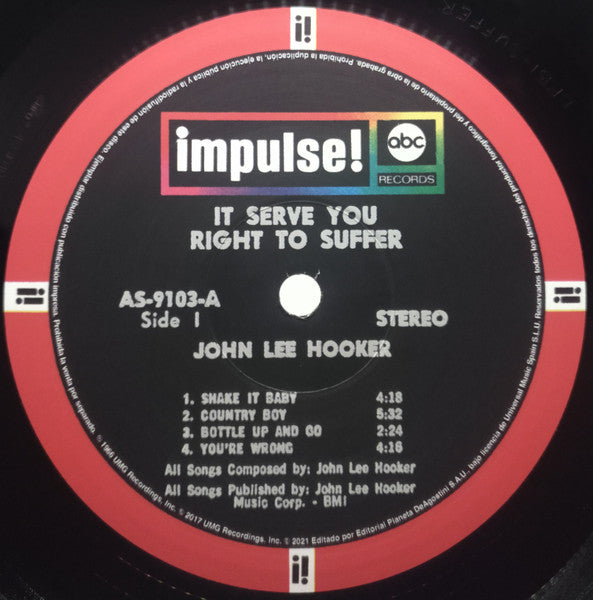 impulse!
abc
RECORDS
IT SERVE YOU
RIGHT TO SUFFER
AS-9103-A
Side 1
STEREO
JOHN LEE HOOKER
1. SHAKE IT BABY 4:18
2. COUNTRY BOY 5:32
3. BOTTLE UP AND GO 2:24
4. YOU'RE WRONG 4:16
All Songs Composed by: John Lee Hooker
All Songs Published by: John Lee Hooker
Music Corp. - BMI
℗ 1966 UMG Recordings, Inc. © 2017 UMG Recordings, Inc. © 2021 Editado por Editorial Planeta DeAgostini S.A.U., bajo licencia de Universal Music Spain S.L.U. Reservados todos los derechos del productor fonográfico y del propietario de la obra grabada. Prohibida la duplicación, la ejecución pública y la radiodifusión de este disco. Ejemplar distribuido con publicación impresa. Prohibida la venta por separado.
i!
i!i!
i!i!
i!
SUFFER